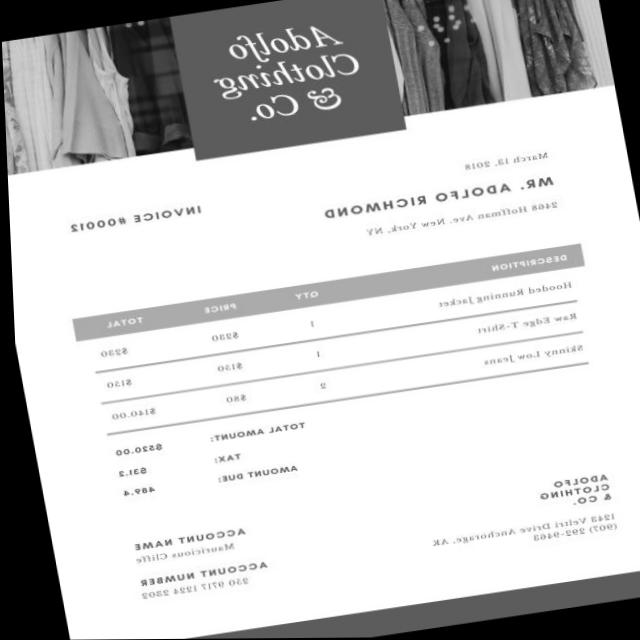 Adolfo
Clothing
& Co.
March, 13, 2018
MR. ADOLFO RICHMOND
2468 Hoffman Ave. New York, NY
INVOICE #00012
DESCRIPTION QTY PRICE TOTAL
Hooded Running Jacket 1 $230 $230
Raw Edge T-Shirt 1 $150 $150
Skinny Low Jeans 2 $80 $140.00
TOTAL AMOUNT: $520.00
TAX: $31.2
AMOUNT DUE: 489.4
ADOLFO
CLOTHING
& CO.
1243 Veltri Drive Anchorage, AK
(907) 292-9463
ACCOUNT NAME
Mauricious Cliffe
ACCOUNT NUMBER
250 9717 1224 2302